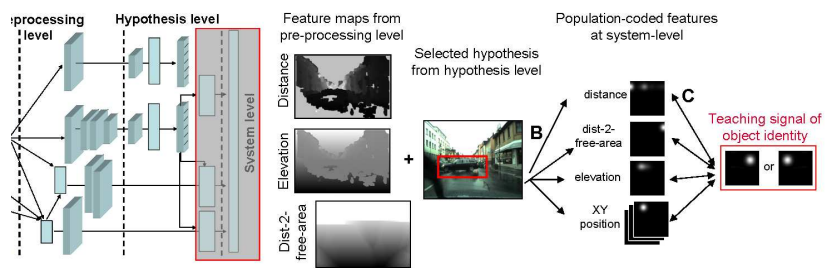 eprocessing
level
Hypothesis level
System level
Feature maps from
pre-processing level
Distance
Elevation
Dist-2-
free-area
+
Selected hypothesis
from hypothesis level
B
Population-coded features
at system-level
distance
dist-2-
free-area
elevation
XY
position
C
Teaching signal of
object identity
or